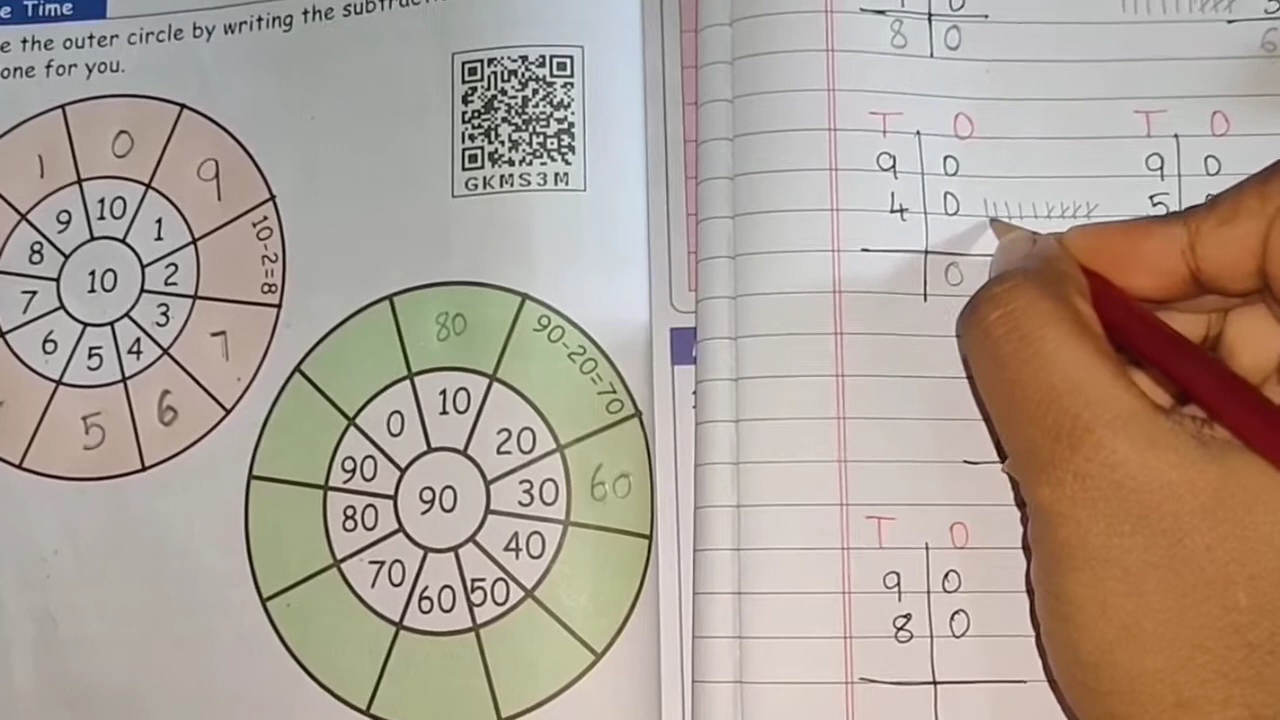 e Time
e the outer circle by writing the subtract
one for you.
GKMS3M
1 0 9
9 10 1
8 2 10-2=8
10
7 3 7
6 5 4
5 6
80 90-20=70
0 10 20
90 30 60
90
80 40
70 60 50
8 0
6
T O
9 0
4 0
0
T O
9 0
5
T O
9 0
8 0